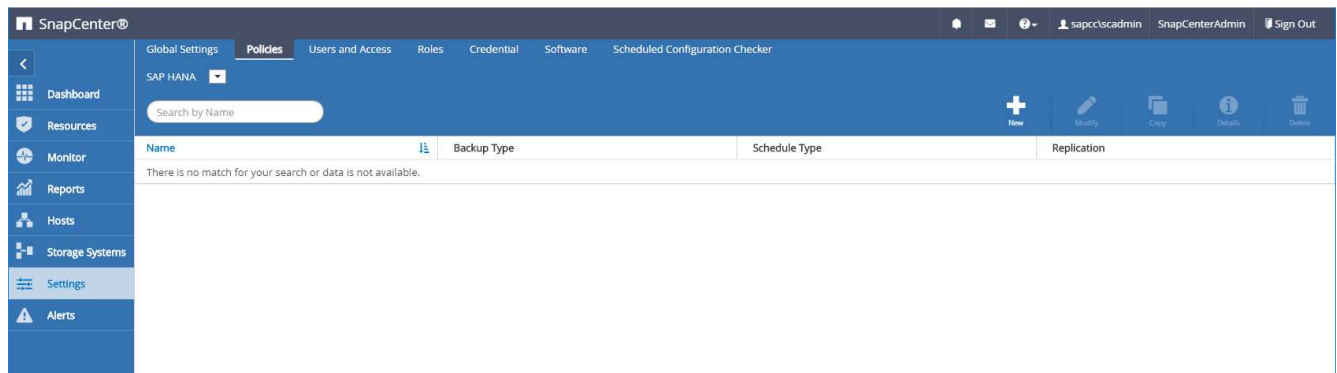 SnapCenter® sapcc\scadmin SnapCenterAdmin Sign Out
Global Settings Policies Users and Access Roles Credential Software Scheduled Configuration Checker
SAP HANA
Dashboard
Search by Name
New Modify Copy Details Delete
Resources
Name Backup Type Schedule Type Replication
Monitor
There is no match for your search or data is not available.
Reports
Hosts
Storage Systems
Settings
Alerts